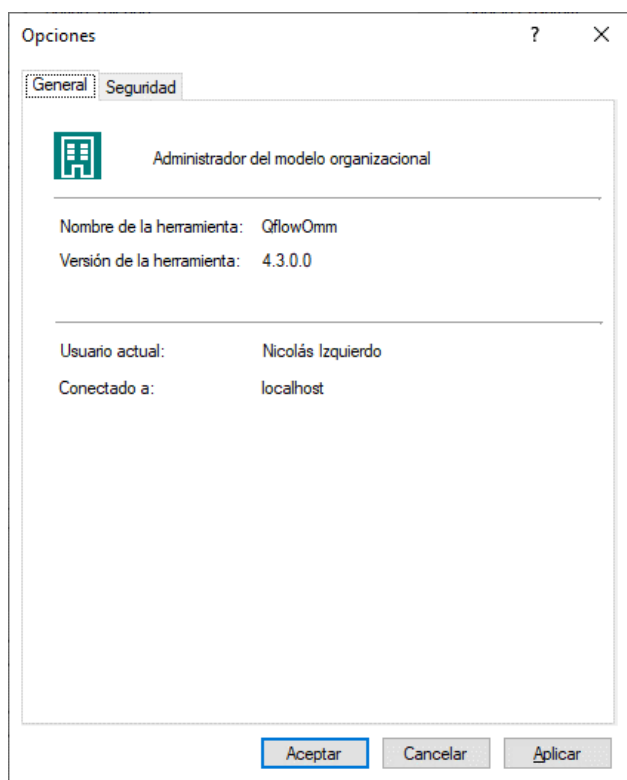 Opciones
?
General
Seguridad
Administrador del modelo organizacional
Nombre de la herramienta: QflowOmm
Versión de la herramienta: 4.3.0.0
Usuario actual: Nicolás Izquierdo
Conectado a: localhost
Aceptar
Cancelar
Aplicar